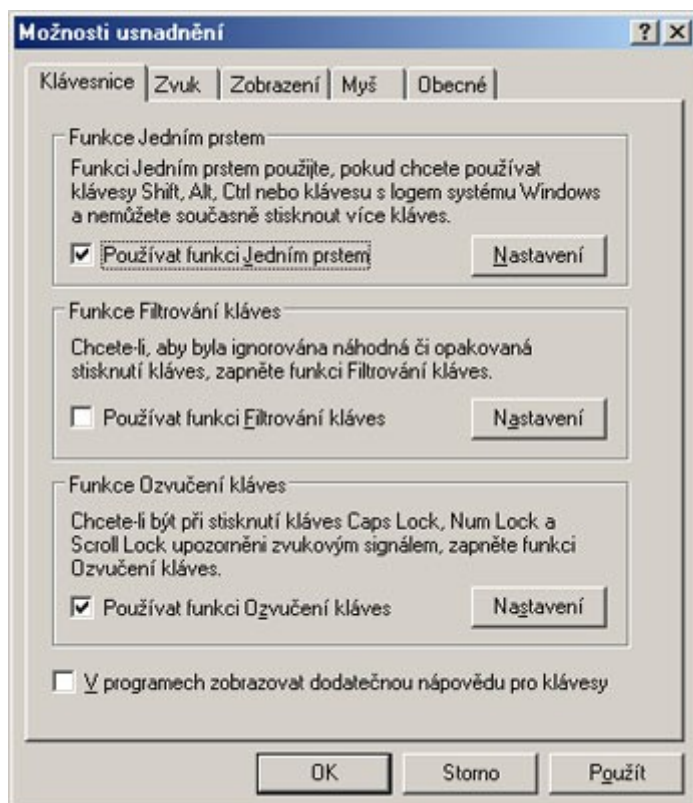 Možnosti usnadnění
Klávesnice Zvuk Zobrazení Myš Obecné
Funkce Jedním prstem
Funkci Jedním prstem použijte, pokud chcete používat
klávesy Shift, Alt, Ctrl nebo klávesu s logem systému Windows
a nemůžete současně stisknout více kláves.
Používat funkci Jedním prstem Nastavení
Funkce Filtrování kláves
Chcete-li, aby byla ignorována náhodná či opakovaná
stisknutí kláves, zapněte funkci Filtrování kláves.
Používat funkci Filtrování kláves Nastavení
Funkce Ozvučení kláves
Chcete-li být při stisknutí kláves Caps Lock, Num Lock a
Scroll Lock upozorněni zvukovým signálem, zapněte funkci
Ozvučení kláves.
Používat funkci Ozvučení kláves Nastavení
V programech zobrazovat dodatečnou nápovědu pro klávesy
OK Storno Použít